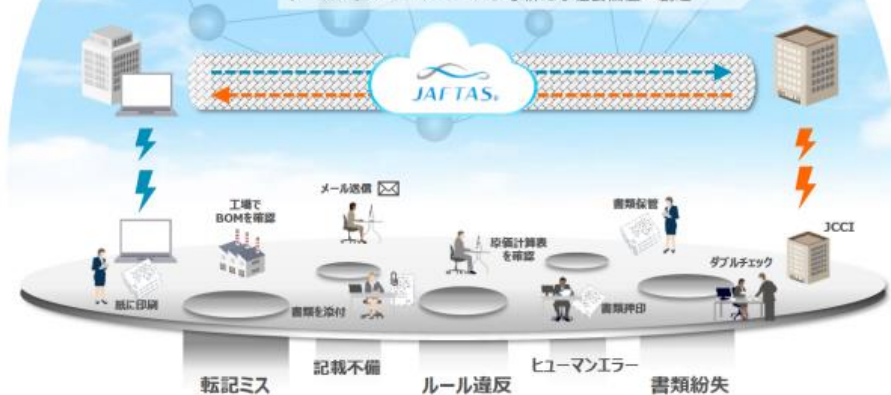 JAFTAS®
メール送信
工場で
BOMを確認
書類保管
原価計算表
を確認
JCCI
ダブルチェック
紙に印刷
書類を添付
書類押印
転記ミス
記載不備
ルール違反
ヒューマンエラー
書類紛失